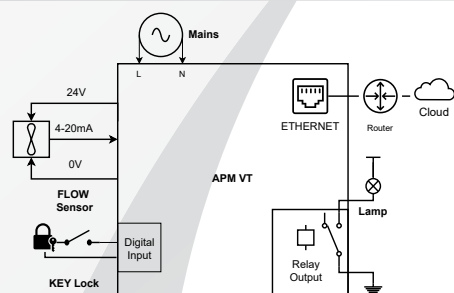 Mains
L
N
24V
4-20mA
0V
FLOW
Sensor
ETHERNET
Router
Cloud
APM VT
Lamp
Digital
Input
Relay
Output
KEY Lock